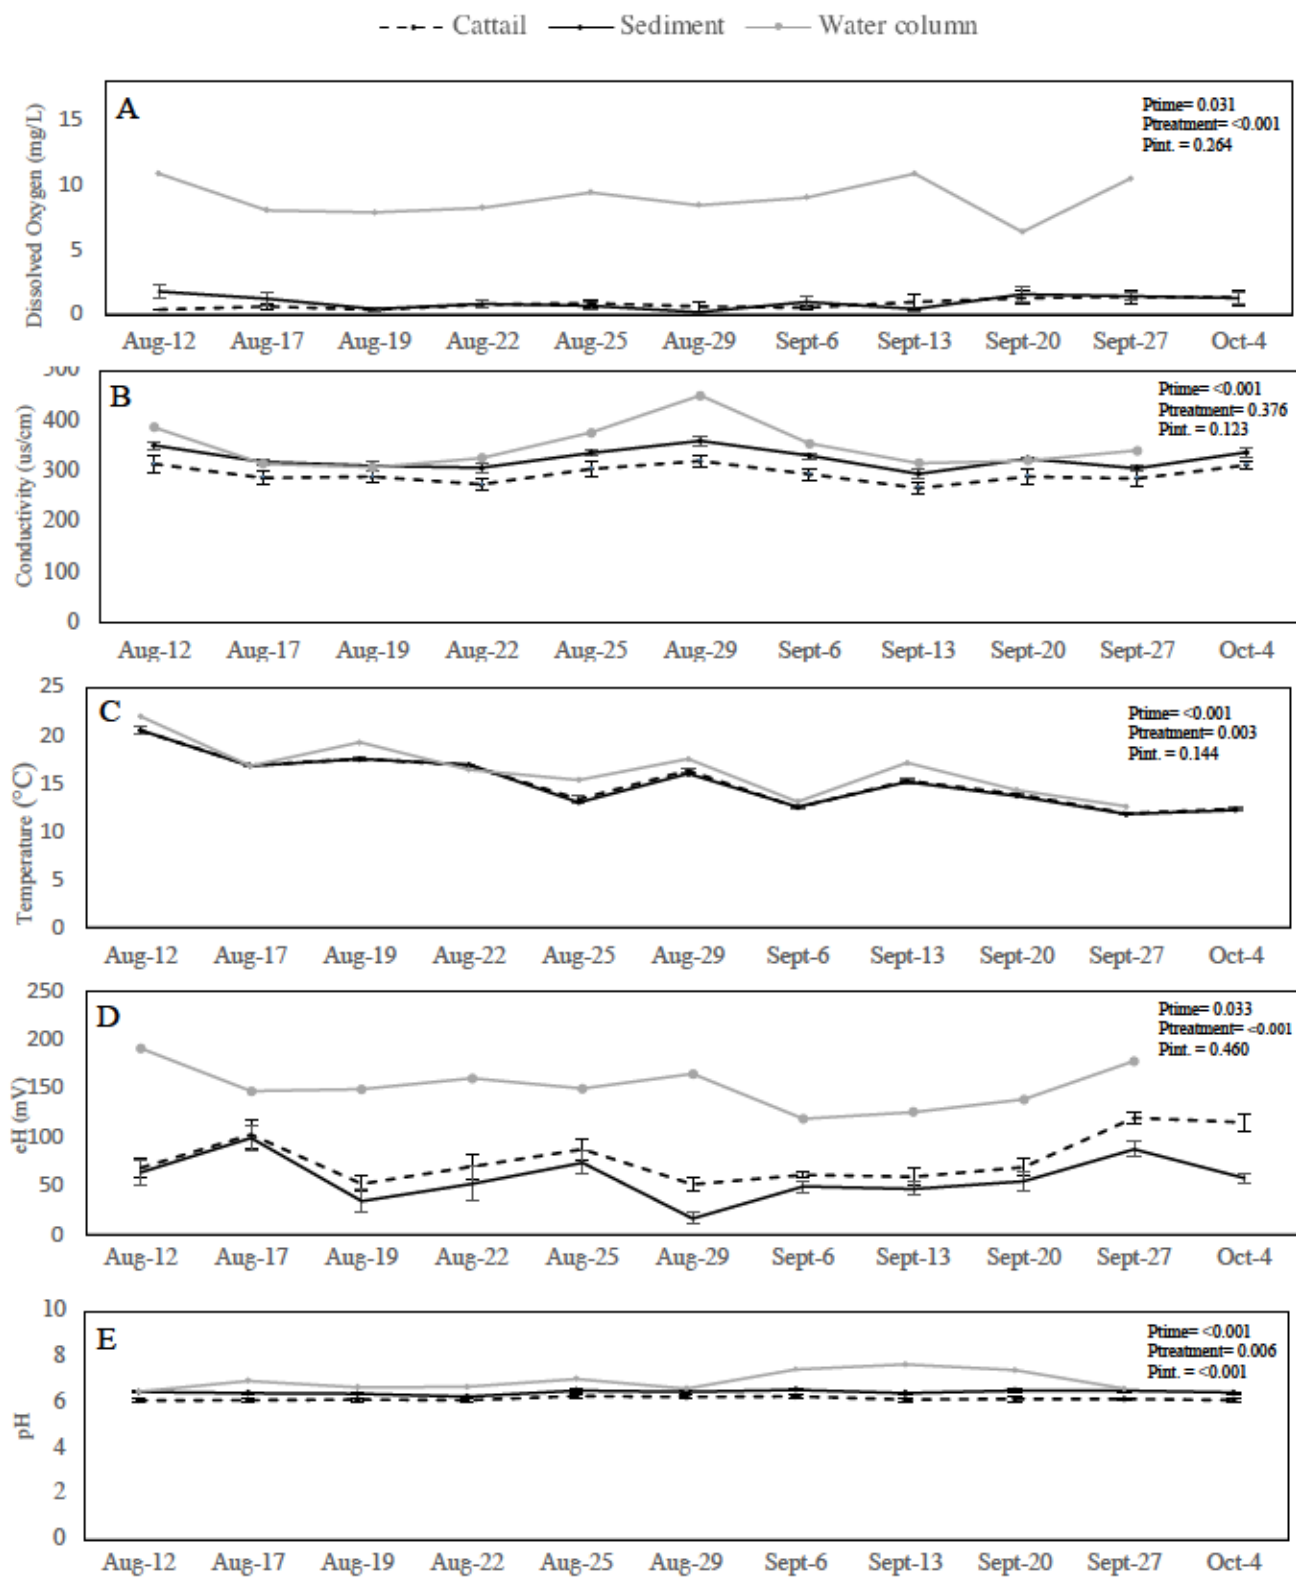 Cattail Sediment Water column
A
Ptime= 0.031
Ptreatment= <0.001
Pint. = 0.264
Dissolved Oxygen (mg/L)
15
10
5
0
Aug-12 Aug-17 Aug-19 Aug-22 Aug-25 Aug-29 Sept-6 Sept-13 Sept-20 Sept-27 Oct-4
B
Ptime= <0.001
Ptreatment= 0.376
Pint. = 0.123
Conductivity (us/cm)
500
400
300
200
100
0
Aug-12 Aug-17 Aug-19 Aug-22 Aug-25 Aug-29 Sept-6 Sept-13 Sept-20 Sept-27 Oct-4
C
Ptime= <0.001
Ptreatment= 0.003
Pint. = 0.144
Temperature (°C)
25
20
15
10
5
0
Aug-12 Aug-17 Aug-19 Aug-22 Aug-25 Aug-29 Sept-6 Sept-13 Sept-20 Sept-27 Oct-4
D
Ptime= 0.033
Ptreatment= <0.001
Pint. = 0.460
eH (mV)
250
200
150
100
50
0
Aug-12 Aug-17 Aug-19 Aug-22 Aug-25 Aug-29 Sept-6 Sept-13 Sept-20 Sept-27 Oct-4
E
Ptime= <0.001
Ptreatment= 0.006
Pint. = <0.001
pH
10
8
6
4
2
0
Aug-12 Aug-17 Aug-19 Aug-22 Aug-25 Aug-29 Sept-6 Sept-13 Sept-20 Sept-27 Oct-4